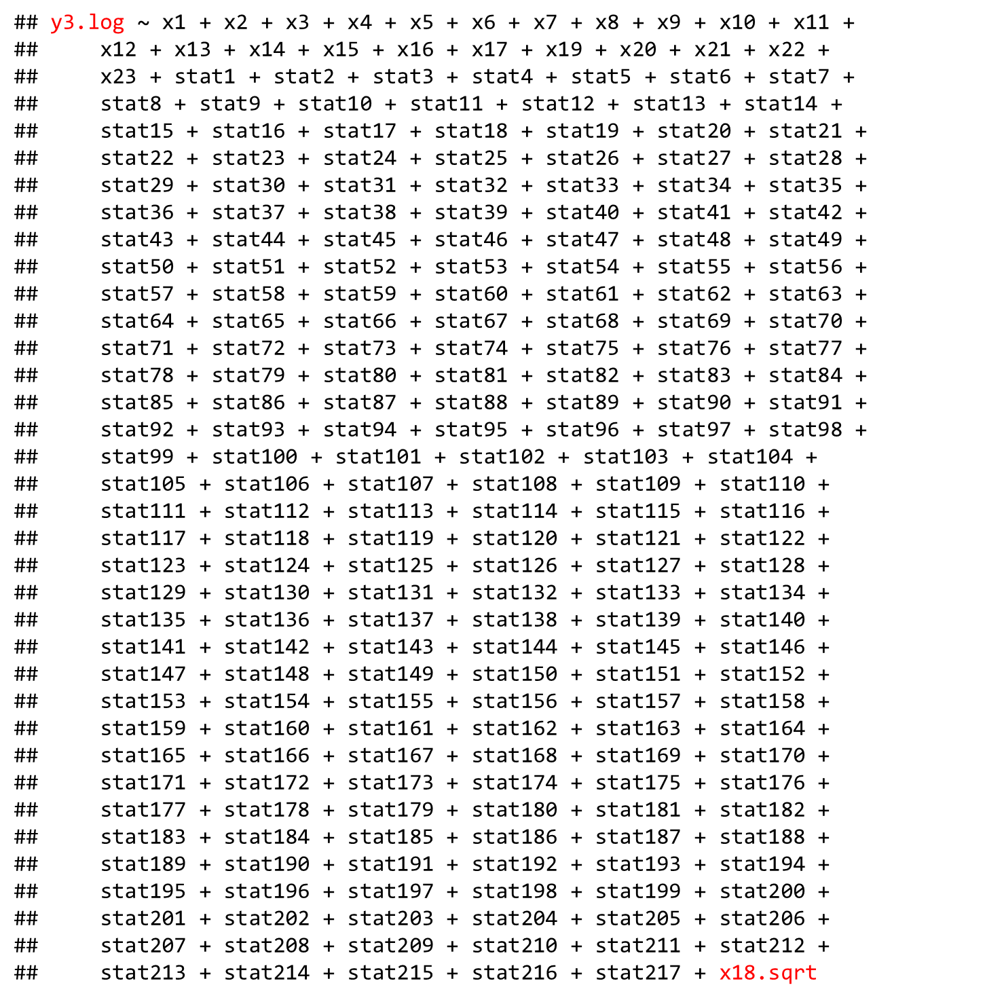 ## y3.log ~ x1 + x2 + x3 + x4 + x5 + x6 + x7 + x8 + x9 + x10 + x11 +
##     x12 + x13 + x14 + x15 + x16 + x17 + x19 + x20 + x21 + x22 +
##     x23 + stat1 + stat2 + stat3 + stat4 + stat5 + stat6 + stat7 +
##     stat8 + stat9 + stat10 + stat11 + stat12 + stat13 + stat14 +
##     stat15 + stat16 + stat17 + stat18 + stat19 + stat20 + stat21 +
##     stat22 + stat23 + stat24 + stat25 + stat26 + stat27 + stat28 +
##     stat29 + stat30 + stat31 + stat32 + stat33 + stat34 + stat35 +
##     stat36 + stat37 + stat38 + stat39 + stat40 + stat41 + stat42 +
##     stat43 + stat44 + stat45 + stat46 + stat47 + stat48 + stat49 +
##     stat50 + stat51 + stat52 + stat53 + stat54 + stat55 + stat56 +
##     stat57 + stat58 + stat59 + stat60 + stat61 + stat62 + stat63 +
##     stat64 + stat65 + stat66 + stat67 + stat68 + stat69 + stat70 +
##     stat71 + stat72 + stat73 + stat74 + stat75 + stat76 + stat77 +
##     stat78 + stat79 + stat80 + stat81 + stat82 + stat83 + stat84 +
##     stat85 + stat86 + stat87 + stat88 + stat89 + stat90 + stat91 +
##     stat92 + stat93 + stat94 + stat95 + stat96 + stat97 + stat98 +
##     stat99 + stat100 + stat101 + stat102 + stat103 + stat104 +
##     stat105 + stat106 + stat107 + stat108 + stat109 + stat110 +
##     stat111 + stat112 + stat113 + stat114 + stat115 + stat116 +
##     stat117 + stat118 + stat119 + stat120 + stat121 + stat122 +
##     stat123 + stat124 + stat125 + stat126 + stat127 + stat128 +
##     stat129 + stat130 + stat131 + stat132 + stat133 + stat134 +
##     stat135 + stat136 + stat137 + stat138 + stat139 + stat140 +
##     stat141 + stat142 + stat143 + stat144 + stat145 + stat146 +
##     stat147 + stat148 + stat149 + stat150 + stat151 + stat152 +
##     stat153 + stat154 + stat155 + stat156 + stat157 + stat158 +
##     stat159 + stat160 + stat161 + stat162 + stat163 + stat164 +
##     stat165 + stat166 + stat167 + stat168 + stat169 + stat170 +
##     stat171 + stat172 + stat173 + stat174 + stat175 + stat176 +
##     stat177 + stat178 + stat179 + stat180 + stat181 + stat182 +
##     stat183 + stat184 + stat185 + stat186 + stat187 + stat188 +
##     stat189 + stat190 + stat191 + stat192 + stat193 + stat194 +
##     stat195 + stat196 + stat197 + stat198 + stat199 + stat200 +
##     stat201 + stat202 + stat203 + stat204 + stat205 + stat206 +
##     stat207 + stat208 + stat209 + stat210 + stat211 + stat212 +
##     stat213 + stat214 + stat215 + stat216 + stat217 + x18.sqrt